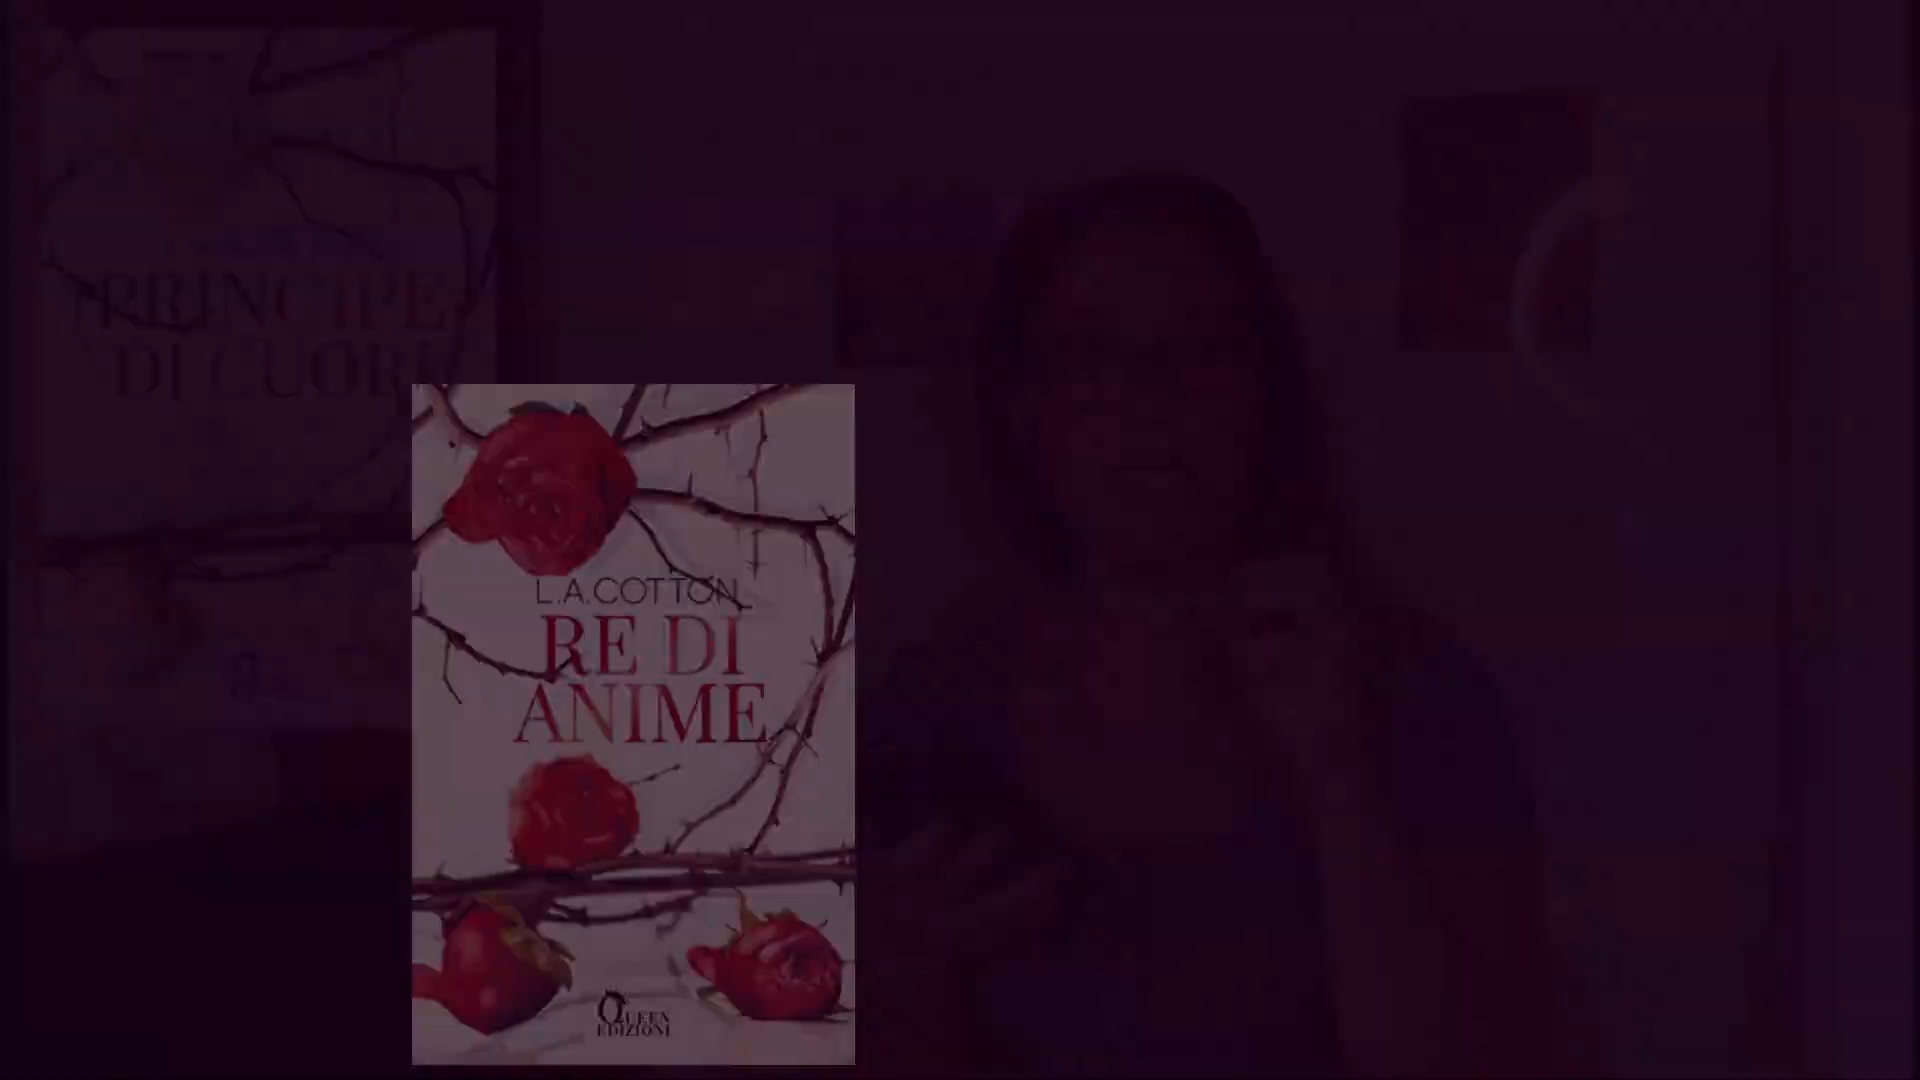 PRINCIPE
DI CUORI
L.A.COTTON
RE DI
ANIME
QUEEN
EDIZIONI